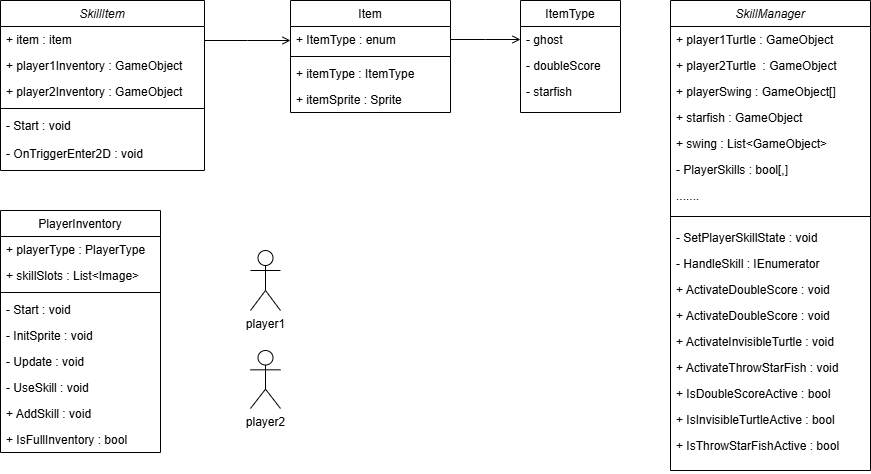 SkillItem
+ item : item
+ player1Inventory : GameObject
+ player2Inventory : GameObject
- Start : void
- OnTriggerEnter2D : void
Item
+ ItemType : enum
+ itemType : ItemType
+ itemSprite : Sprite
ItemType
- ghost
- doubleScore
- starfish
SkillManager
+ player1Turtle : GameObject
+ player2Turtle : GameObject
+ playerSwing : GameObject[]
+ starfish : GameObject
+ swing : List<GameObject>
- PlayerSkills : bool[,]
.......
- SetPlayerSkillState : void
- HandleSkill : IEnumerator
+ ActivateDoubleScore : void
+ ActivateDoubleScore : void
+ ActivateInvisibleTurtle : void
+ ActivateThrowStarFish : void
+ IsDoubleScoreActive : bool
+ IsInvisibleTurtleActive : bool
+ IsThrowStarFishActive : bool
PlayerInventory
+ playerType : PlayerType
+ skillSlots : List<Image>
- Start : void
- InitSprite : void
- Update : void
- UseSkill : void
+ AddSkill : void
+ IsFullInventory : bool
player1
player2